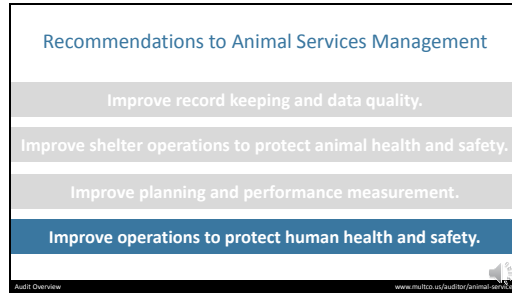 Recommendations to Animal Services Management
Improve record keeping and data quality.
Improve shelter operations to protect animal health and safety.
Improve planning and performance measurement.
Improve operations to protect human health and safety.
Audit Overview
www.multco.us/auditor/animal-service